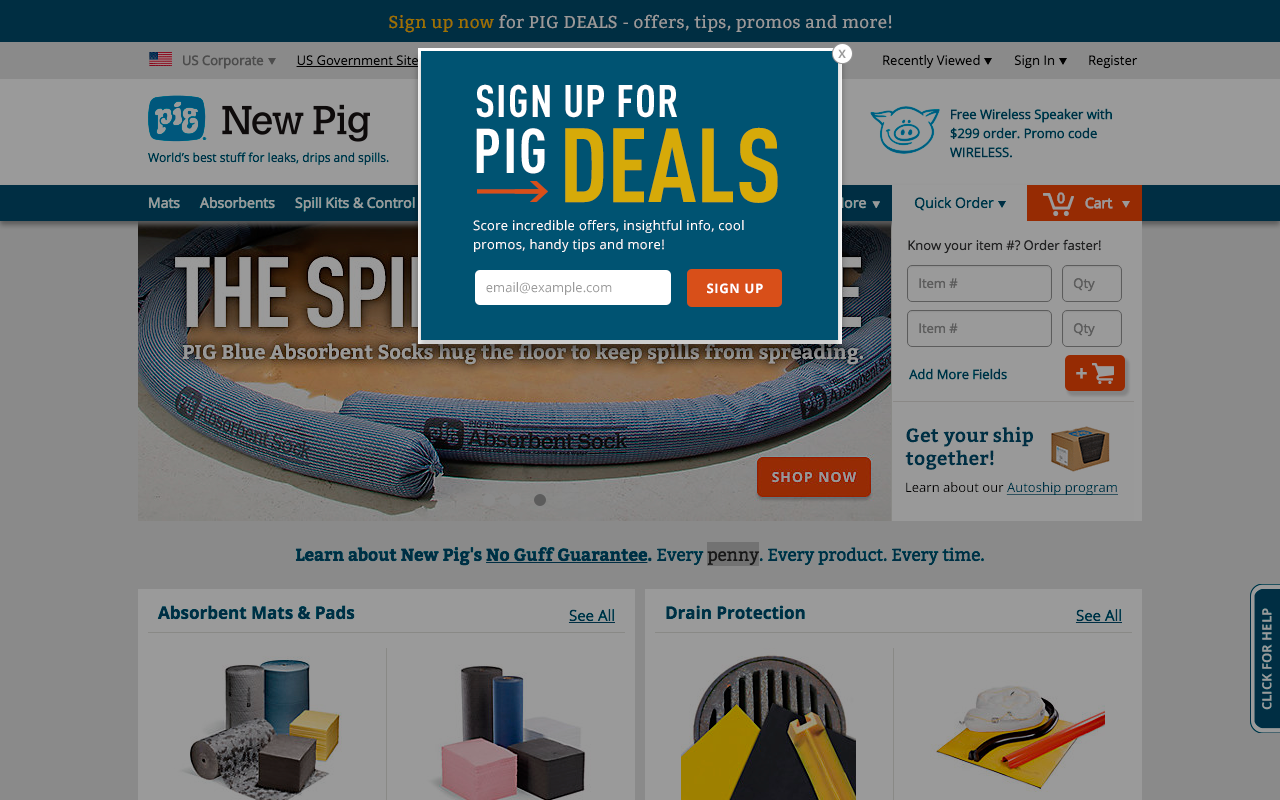 Sign up now for PIG DEALS - offers, tips, promos and more!
US Corporate
US Government Site
Recently Viewed
Sign In
Register
X
SIGN UP FOR
PIG DEALS
Score incredible offers, insightful info, cool
promos, handy tips and more!
email@example.com
SIGN UP
pig
New Pig
World's best stuff for leaks, drips and spills.
Free Wireless Speaker with
$299 order. Promo code
WIRELESS.
Mats
Absorbents
Spill Kits & Control
Quick Order
0
Cart
THE
PIG Blue Absorbent Socks hug the floor to keep spills from spreading.
pig Absorbent Sock
pig Absorbent Sock
pig Absorbent
SHOP NOW
Know your item #? Order faster!
Item #
Qty
Item #
Qty
Add More Fields
+
Get your ship
together!
Learn about our Autoship program
Learn about New Pig's No Guff Guarantee. Every penny. Every product. Every time.
Absorbent Mats & Pads
See All
Drain Protection
See All
CLICK FOR HELP